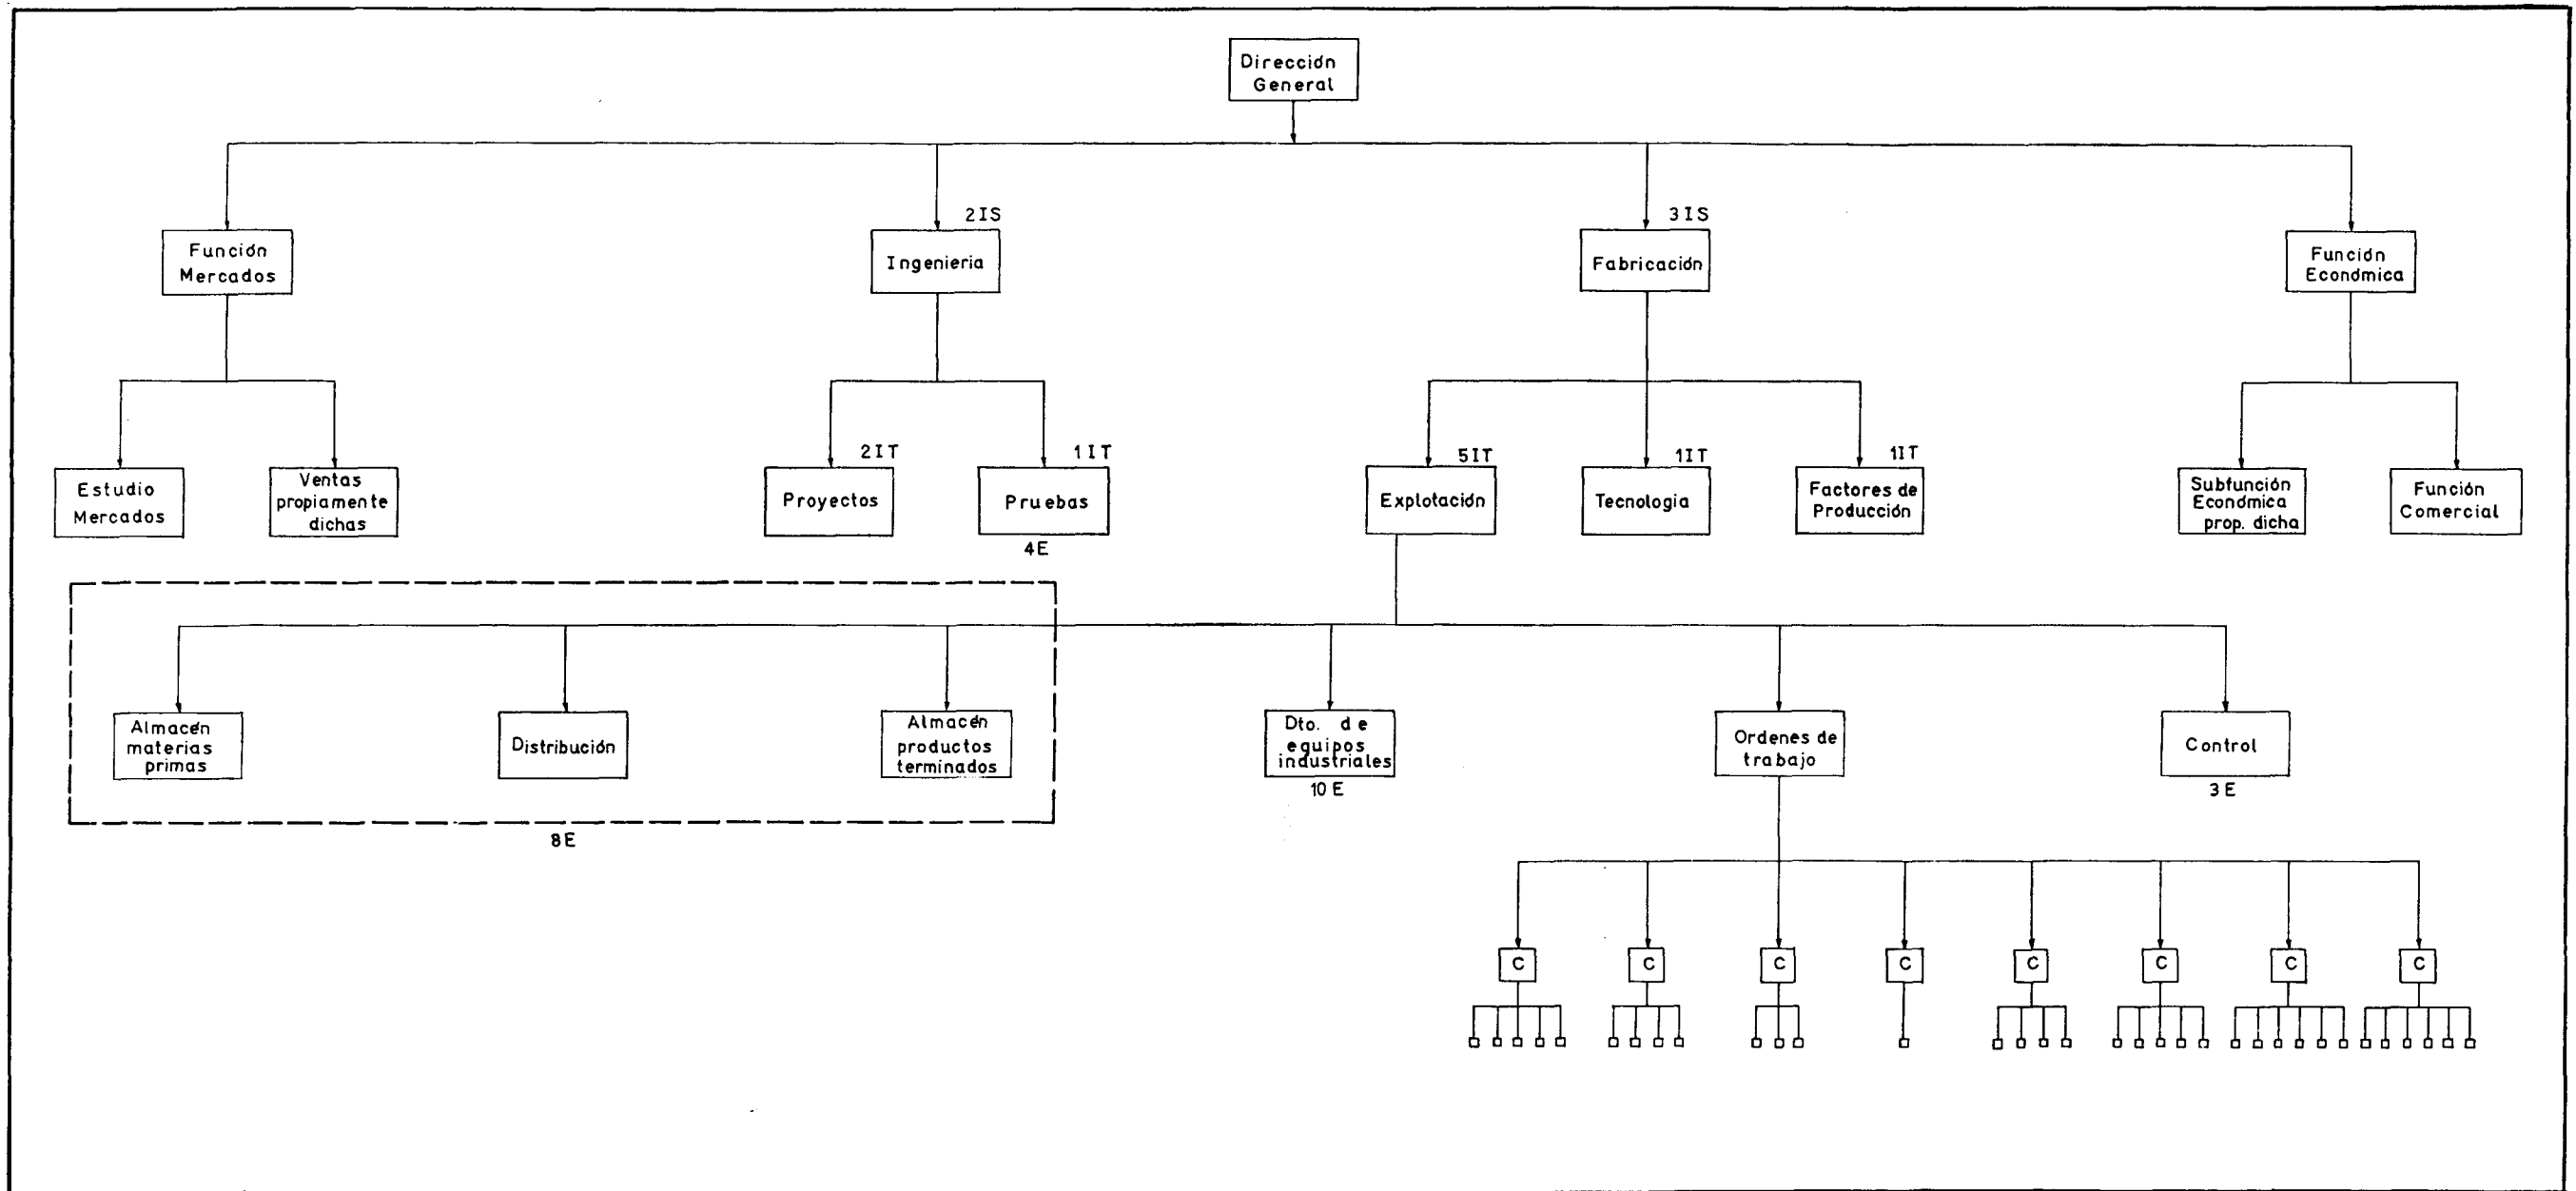 Dirección
General
2IS
3IS
Función
Mercados
Ingenieria
Fabricación
Función
Económica
2IT
1IT
5IT
1IT
1IT
Estudio
Mercados
Ventas
propiamente
dichas
Proyectos
Pruebas
Explotación
Tecnologia
Factores de
Producción
Subfunción
Económica
prop. dicha
Función
Comercial
4E
Almacén
materias
primas
Distribución
Almacén
productos
terminados
Dto. de
equipos
industriales
Ordenes de
trabajo
Control
10 E
3 E
8E
C
C
C
C
C
C
C
C